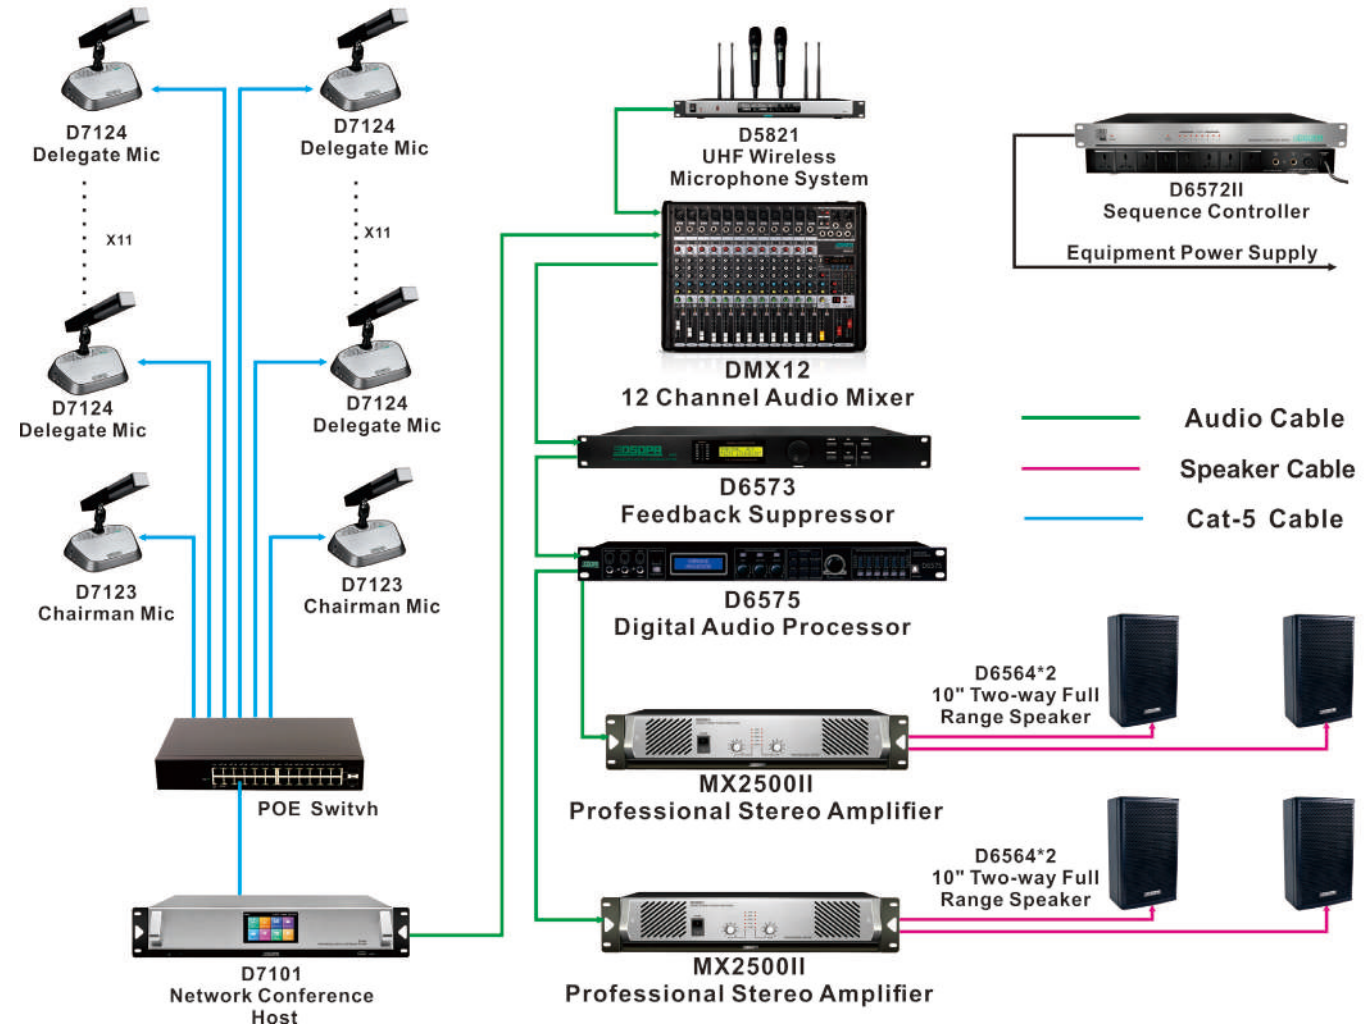 D7124
Delegate Mic
D7124
Delegate Mic
X11
X11
D7124
Delegate Mic
D7124
Delegate Mic
D7123
Chairman Mic
D7123
Chairman Mic
POE Switvh
D7101
Network Conference
Host
D5821
UHF Wireless
Microphone System
DMX12
12 Channel Audio Mixer
DSPPA
D6573
Feedback Suppressor
D6575
Digital Audio Processor
MX2500II
Professional Stereo Amplifier
MX2500II
Professional Stereo Amplifier
D6572II
Sequence Controller
Equipment Power Supply
Audio Cable
Speaker Cable
Cat-5 Cable
D6564*2
10" Two-way Full
Range Speaker
D6564*2
10" Two-way Full
Range Speaker